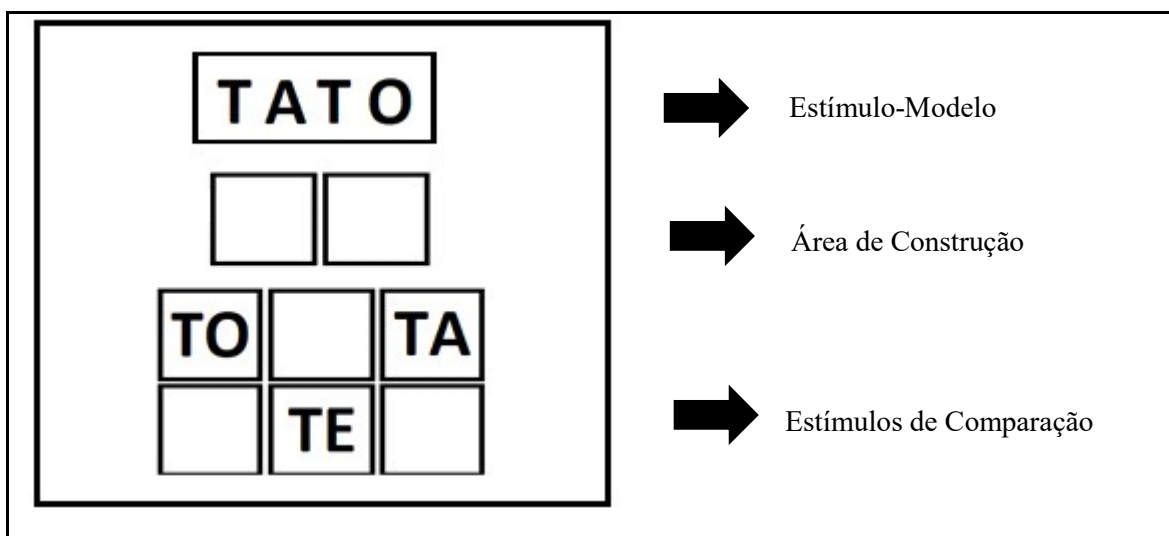 TATO
Estímulo-Modelo
Área de Construção
TO TA
TE
Estímulos de Comparação